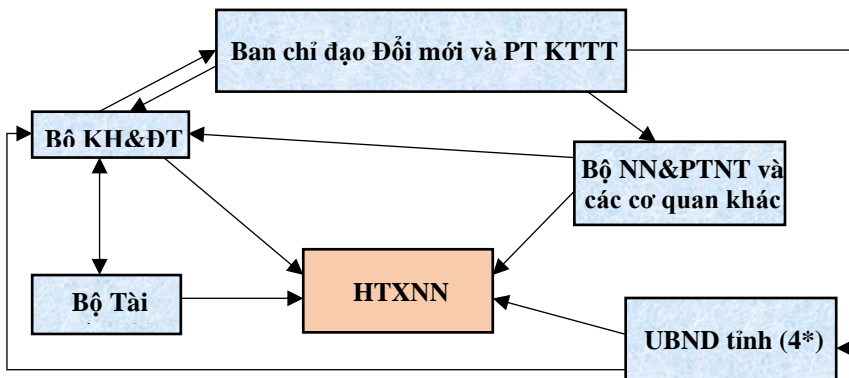 Ban chỉ đạo Đổi mới và PT KTTT
Bộ KH&ĐT
Bộ NN&PTNT và
các cơ quan khác
HTXNN
Bộ Tài
UBND tỉnh (4*)